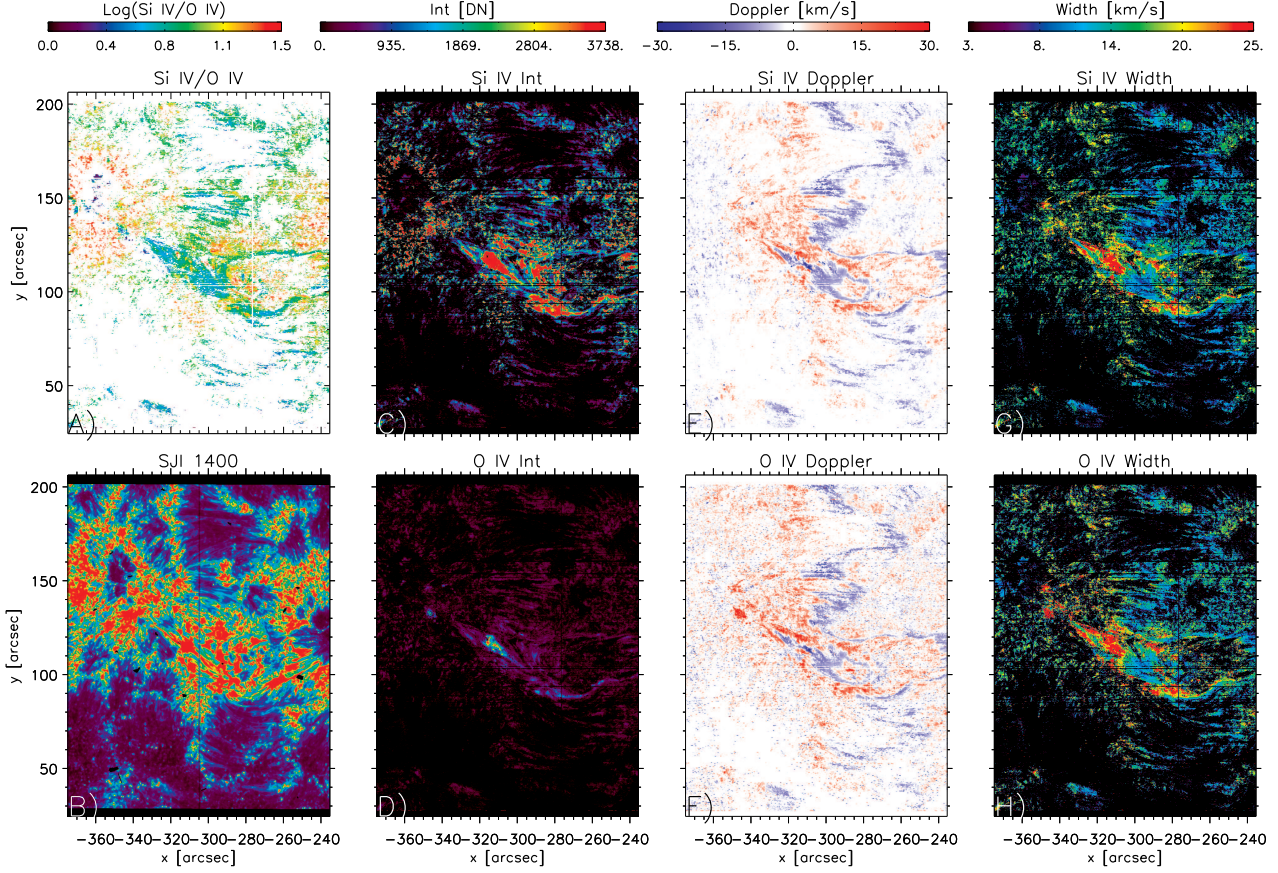 Log(Si IV/O IV) Int [DN] Doppler [km/s] Width [km/s]
0.0 0.4 0.8 1.1 1.5 0. 935. 1869. 2804. 3738. −30. −15. 0. 15. 30. 3. 8. 14. 20. 25.
Si IV/O IV Si IV Int Si IV Doppler Si IV Width
200
150
y [arcsec]
100
50
A) C) E) G)
SJI 1400 O IV Int O IV Doppler O IV Width
200
150
y [arcsec]
100
50
B) D) F) H)
−360−340−320−300−280−260−240 −360−340−320−300−280−260−240 −360−340−320−300−280−260−240 −360−340−320−300−280−260−240
x [arcsec] x [arcsec] x [arcsec] x [arcsec]